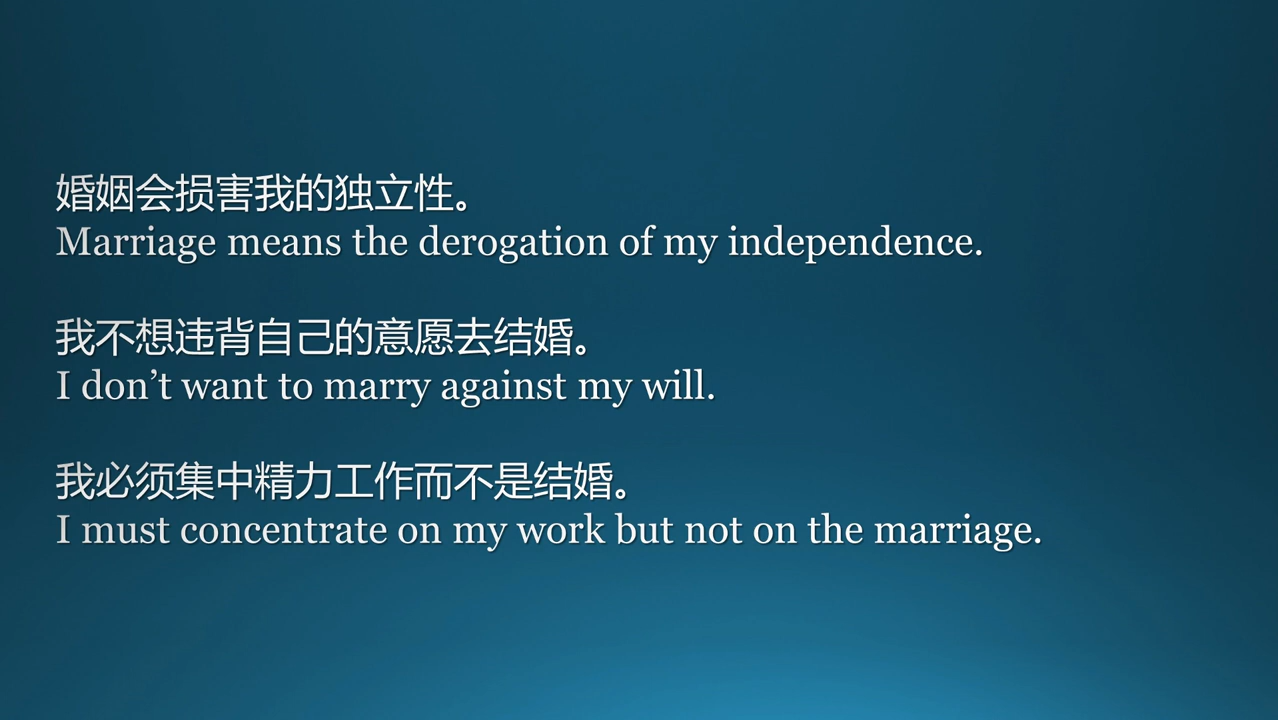 婚姻会损害我的独立性。
Marriage means the derogation of my independence.
我不想违背自己的意愿去结婚。
I don’t want to marry against my will.
我必须集中精力工作而不是结婚。
I must concentrate on my work but not on the marriage.